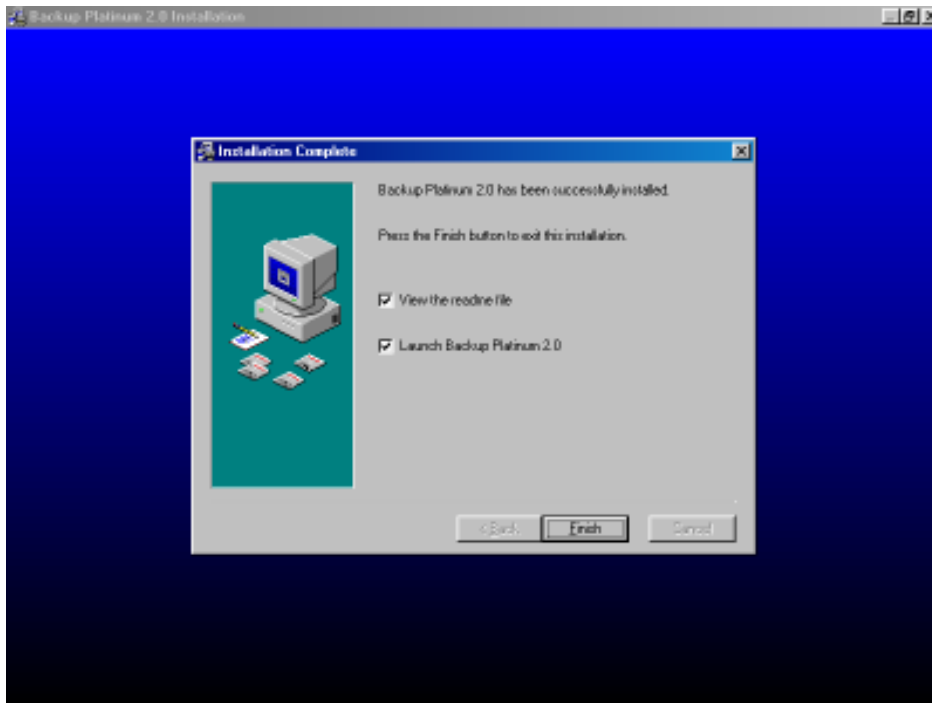 Backup Platinum 2.0 Installation
Installation Complete
Backup Platinum 2.0 has been successfully installed.
Press the Finish button to exit this installation.
View the readme file
Launch Backup Platinum 2.0
< Back
Finish
Cancel